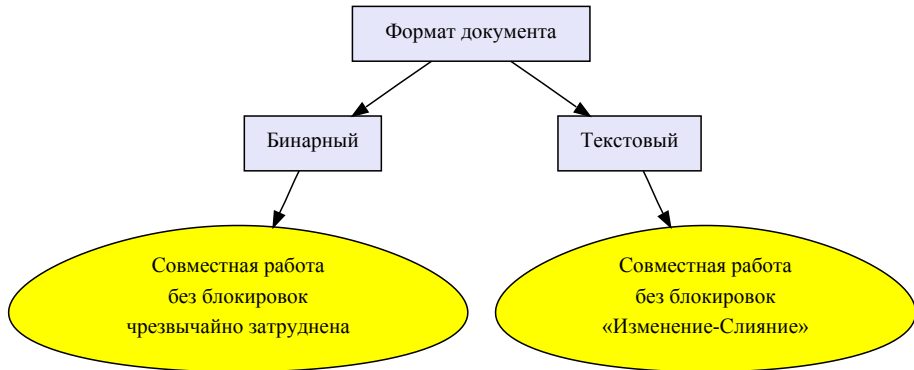 Формат документа
Бинарный
Текстовый
Совместная работа
без блокировок
чрезвычайно затруднена
Совместная работа
без блокировок
«Изменение-Слияние»